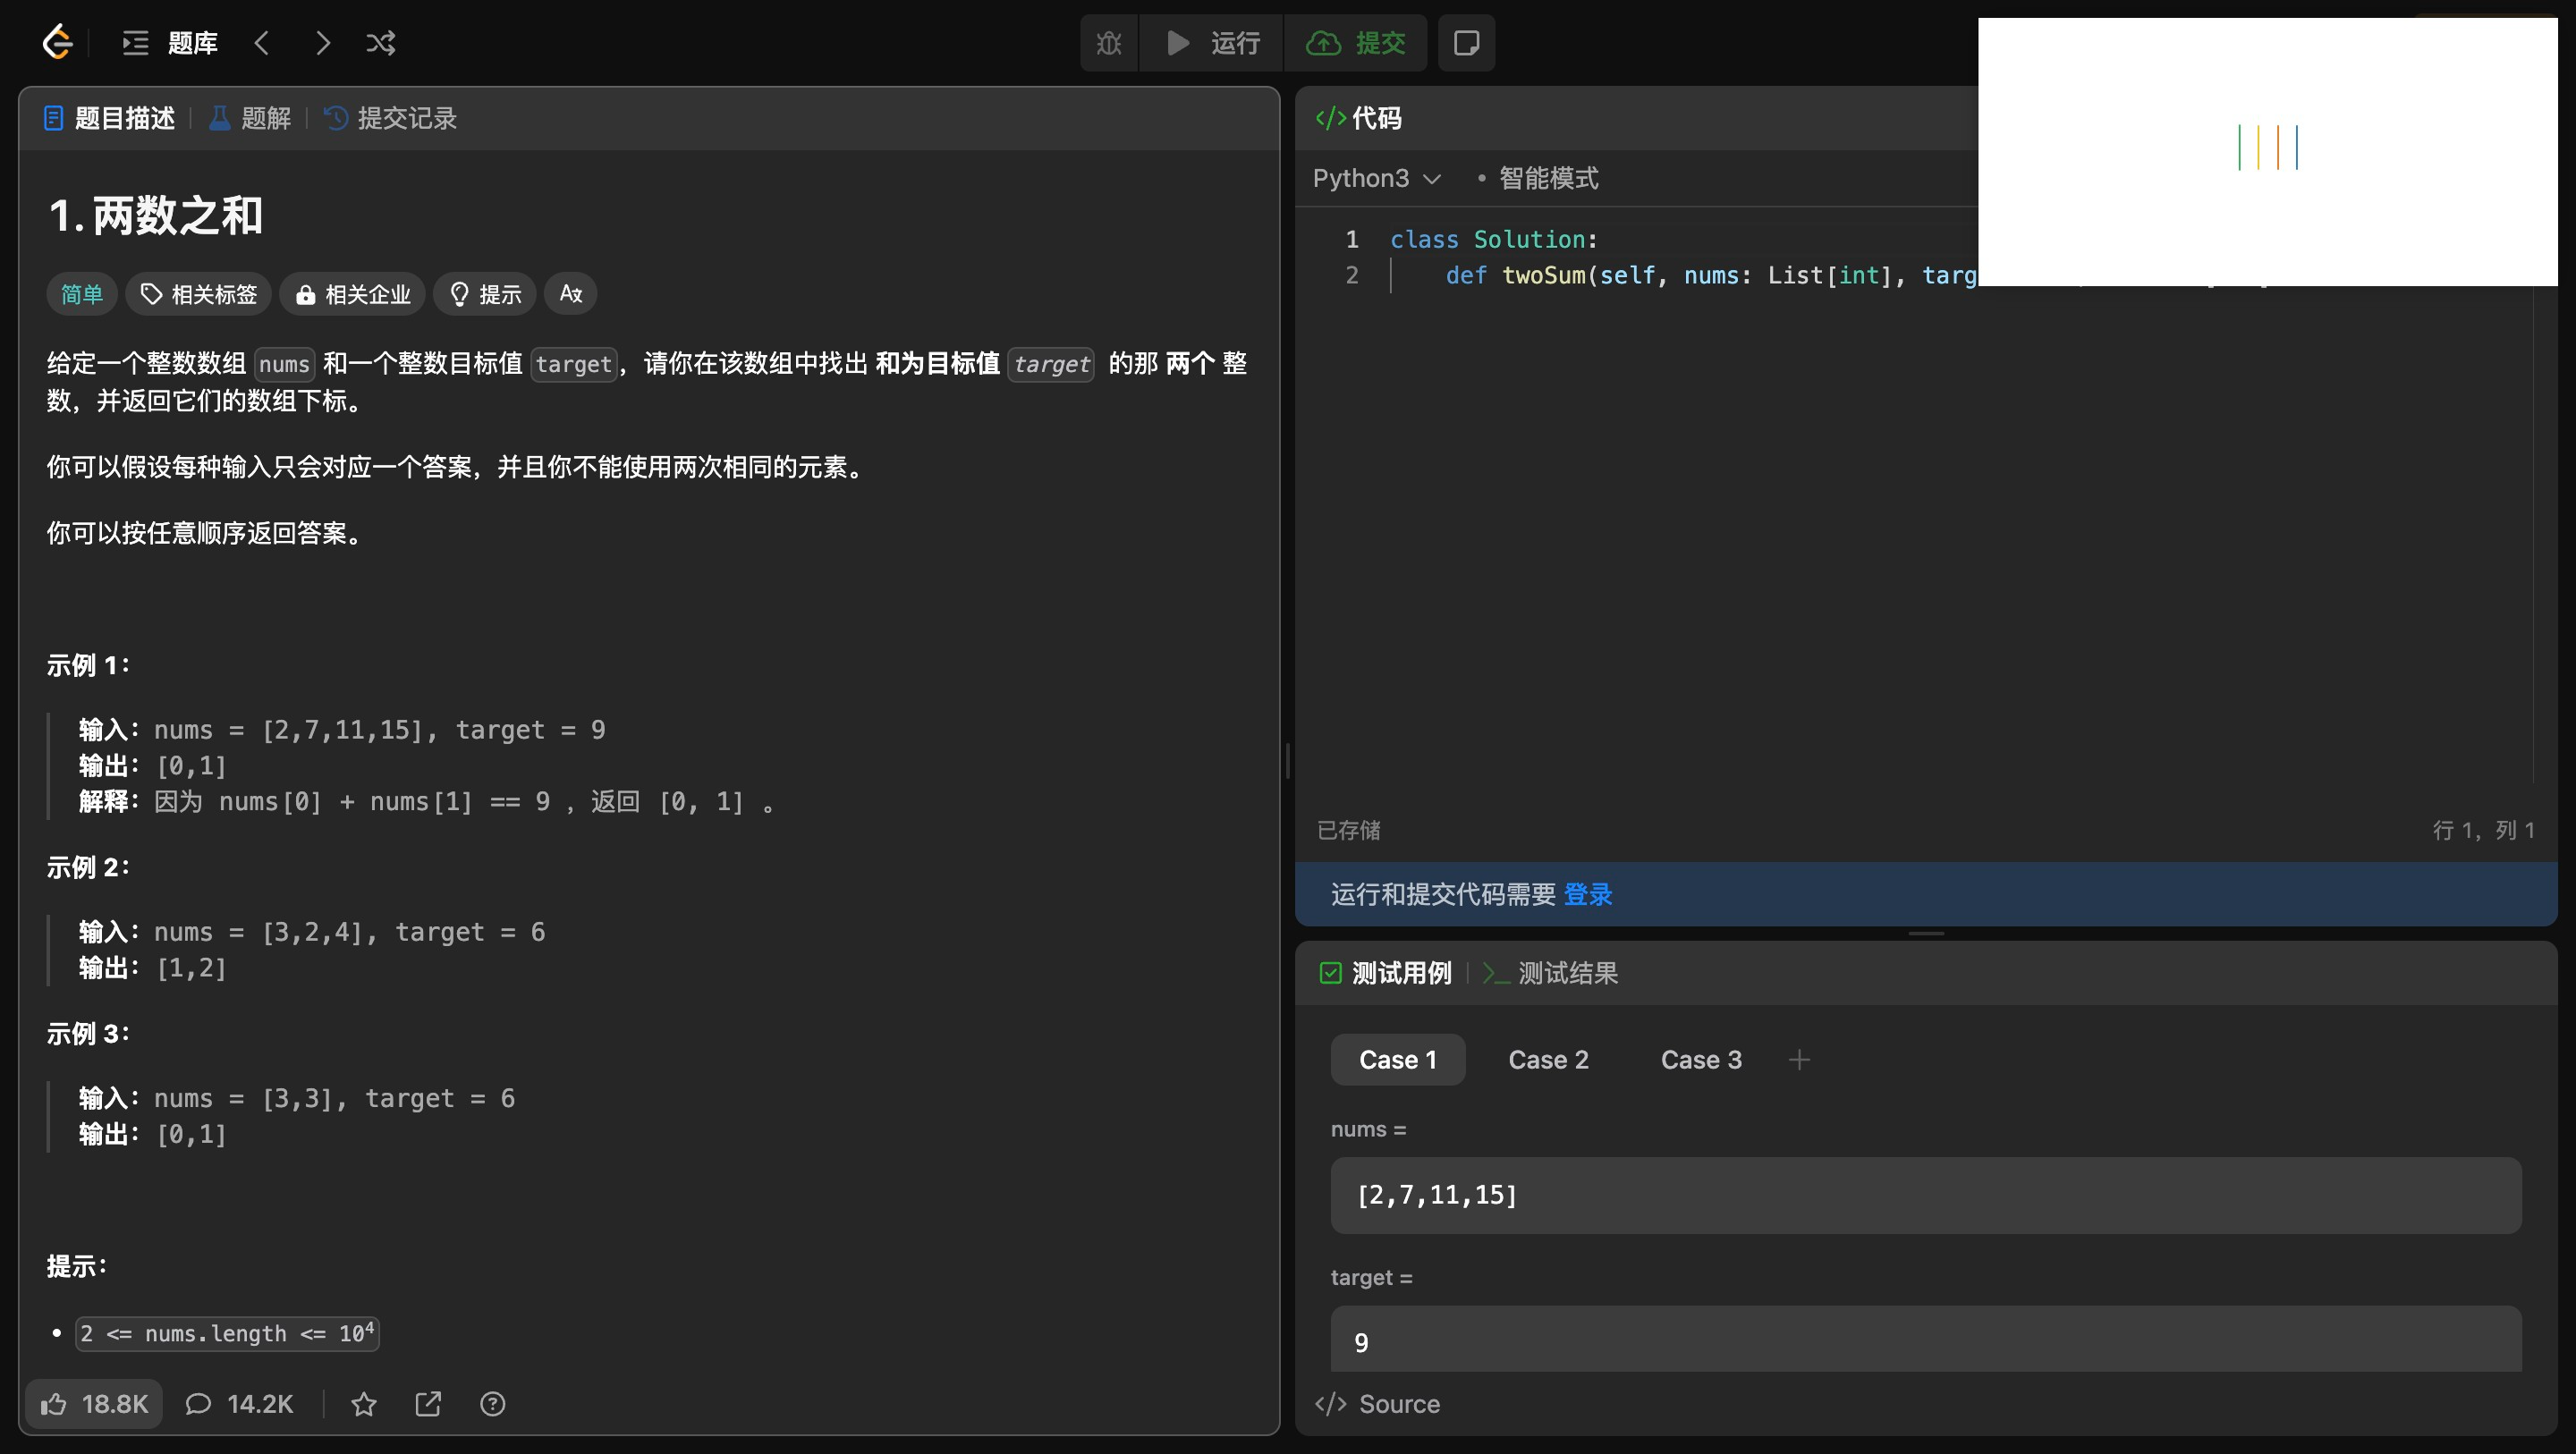 题库
运行
提交
题目描述
题解
提交记录
1. 两数之和
简单
相关标签
相关企业
提示
给定一个整数数组 nums 和一个整数目标值 target，请你在该数组中找出 和为目标值 target 的那 两个 整
数，并返回它们的数组下标。
你可以假设每种输入只会对应一个答案，并且你不能使用两次相同的元素。
你可以按任意顺序返回答案。
示例 1：
输入：nums = [2,7,11,15], target = 9
输出：[0,1]
解释：因为 nums[0] + nums[1] == 9 ，返回 [0, 1] 。
示例 2：
输入：nums = [3,2,4], target = 6
输出：[1,2]
示例 3：
输入：nums = [3,3], target = 6
输出：[0,1]
提示：
• 2 <= nums.length <= 10⁴
18.8K
14.2K
代码
Python3
• 智能模式
1 class Solution:
2 def twoSum(self, nums: List[int], targ
已存储
行 1，列 1
运行和提交代码需要 登录
测试用例
测试结果
Case 1
Case 2
Case 3
nums =
[2,7,11,15]
target =
9
Source